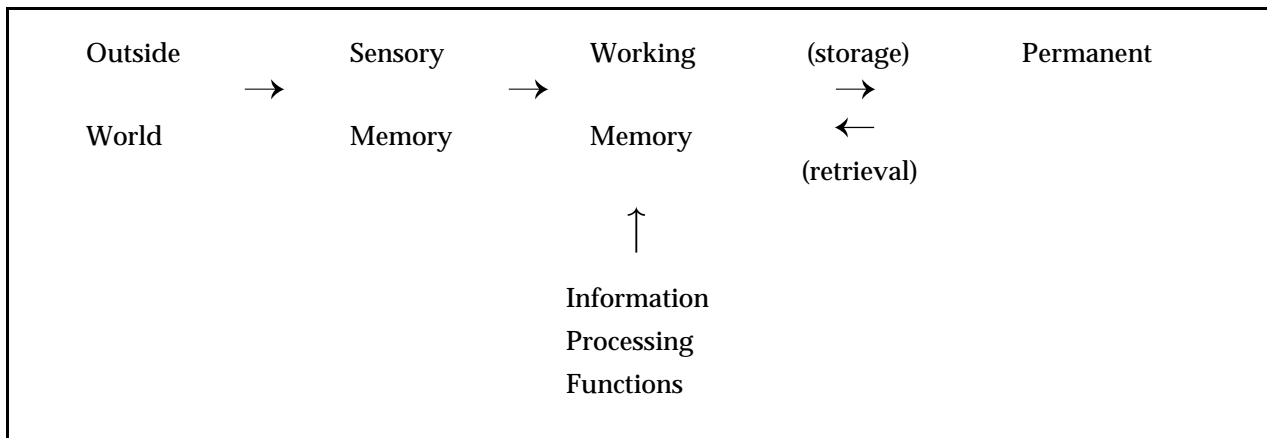 Outside Sensory Working (storage) Permanent
→ → →
World Memory Memory ←
(retrieval)
↑
Information
Processing
Functions